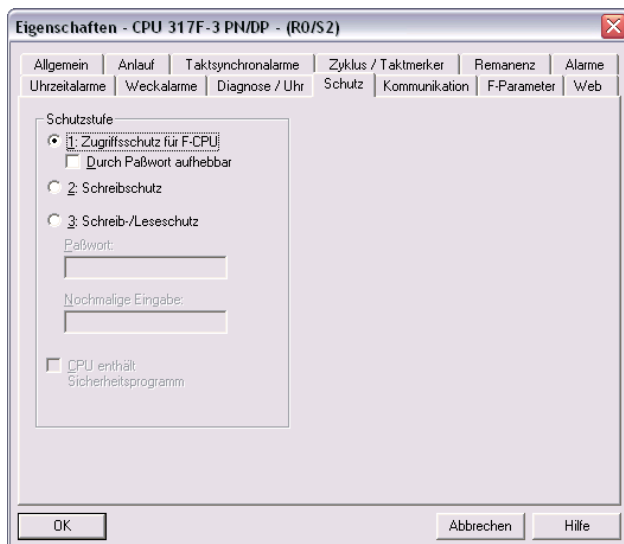 Eigenschaften - CPU 317F-3 PN/DP - (R0/S2)
Allgemein Anlauf Taktsynchronalarme Zyklus / Taktmerker Remanenz Alarme
Uhrzeitalarme Weckalarme Diagnose / Uhr Schutz Kommunikation F-Parameter Web
Schutzstufe
1: Zugriffsschutz für F-CPU
Durch Paßwort aufhebbar
2: Schreibschutz
3: Schreib-/Leseschutz
Paßwort:
Nochmalige Eingabe:
CPU enthält
Sicherheitsprogramm
OK Abbrechen Hilfe